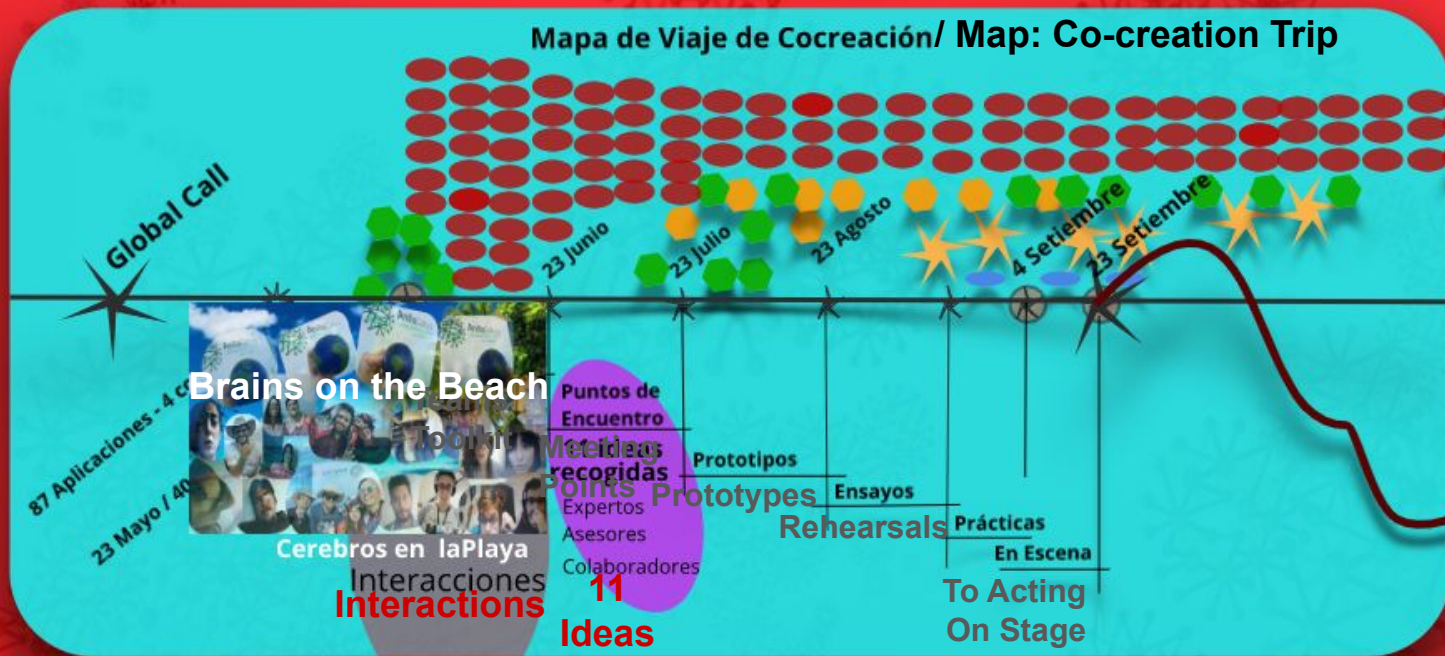 Mapa de Viaje de Cocreación/ Map: Co-creation Trip
Global Call
23 Junio
23 Julio
23 Agosto
4 Setiembre
23 Setiembre
87 Aplicaciones - 4
23 Mayo / 40
Brains on the Beach
Toolkit
Cerebros en laPlaya
Interacciones
Interactions
Puntos de
Encuentro
ideas
recogidas
Meeting
Points
Expertos
Asesores
Colaboradores
11
Ideas
Prototipos
Prototypes
Ensayos
Rehearsals
Prácticas
En Escena
To Acting
On Stage